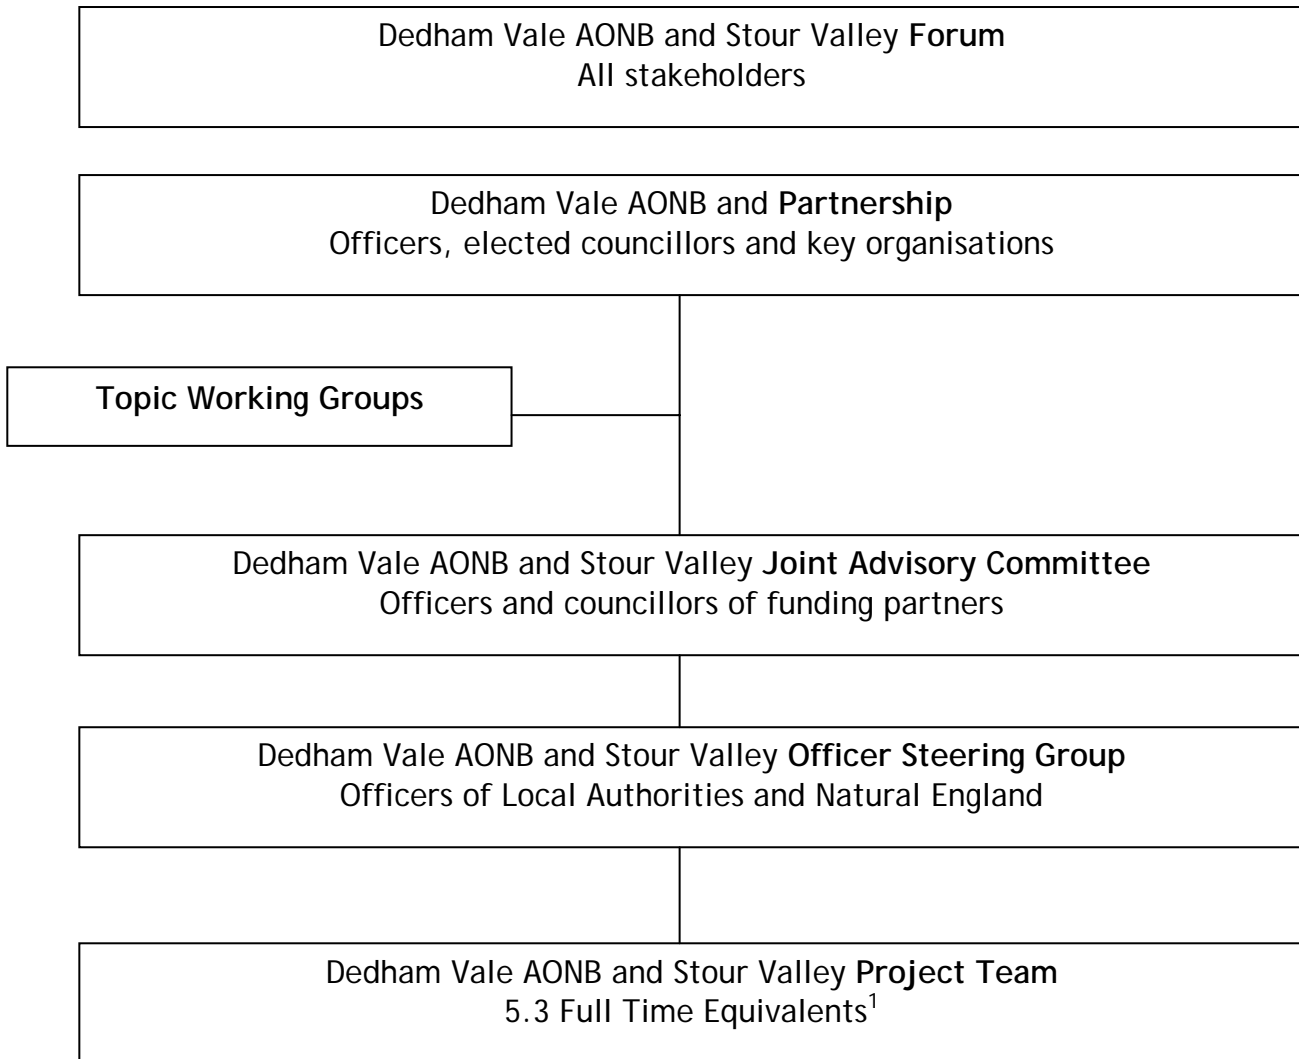 Dedham Vale AONB and Stour Valley Forum
All stakeholders
Dedham Vale AONB and Partnership
Officers, elected councillors and key organisations
Topic Working Groups
Dedham Vale AONB and Stour Valley Joint Advisory Committee
Officers and councillors of funding partners
Dedham Vale AONB and Stour Valley Officer Steering Group
Officers of Local Authorities and Natural England
Dedham Vale AONB and Stour Valley Project Team
5.3 Full Time Equivalents¹